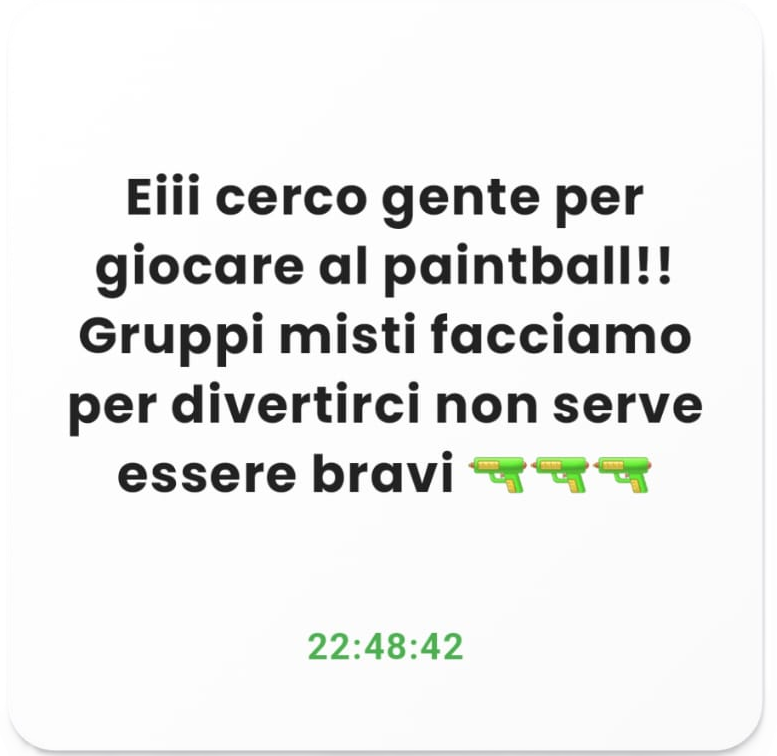 Eiii cerco gente per
giocare al paintball!!
Gruppi misti facciamo
per divertirci non serve
essere bravi 🔫🔫🔫
22:48:42